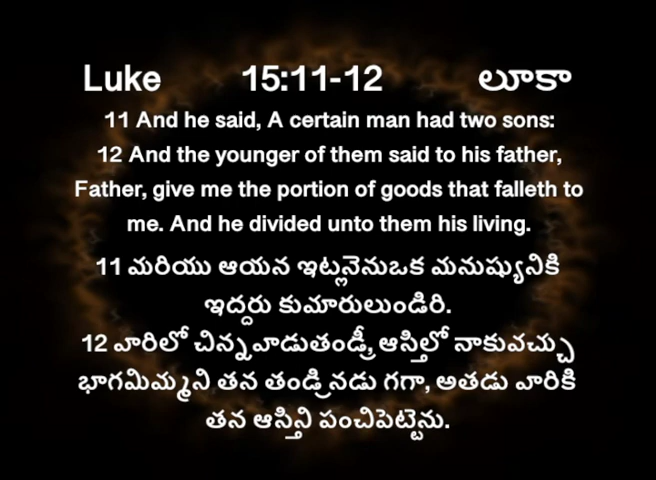 Luke 15:11-12 లూకా
11 And he said, A certain man had two sons:
12 And the younger of them said to his father,
Father, give me the portion of goods that falleth to
me. And he divided unto them his living.
11 మరియు ఆయన ఇట్లనెనుఒక మనుష్యునికి
ఇద్దరు కుమారులుండిరి.
12 వారిలో చిన్నవాడుతండ్రీ, ఆస్తిలో నాకువచ్చు
భాగమిమ్మని తన తండ్రినడు గగా, అతడు వారికి
తన ఆస్తిని పంచిపెట్టెను.